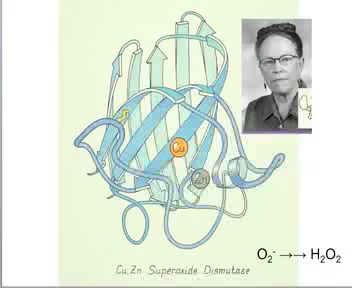 Cu
Zn
O₂⁻ →→ H₂O₂
Cu, Zn Superoxide Dismutase